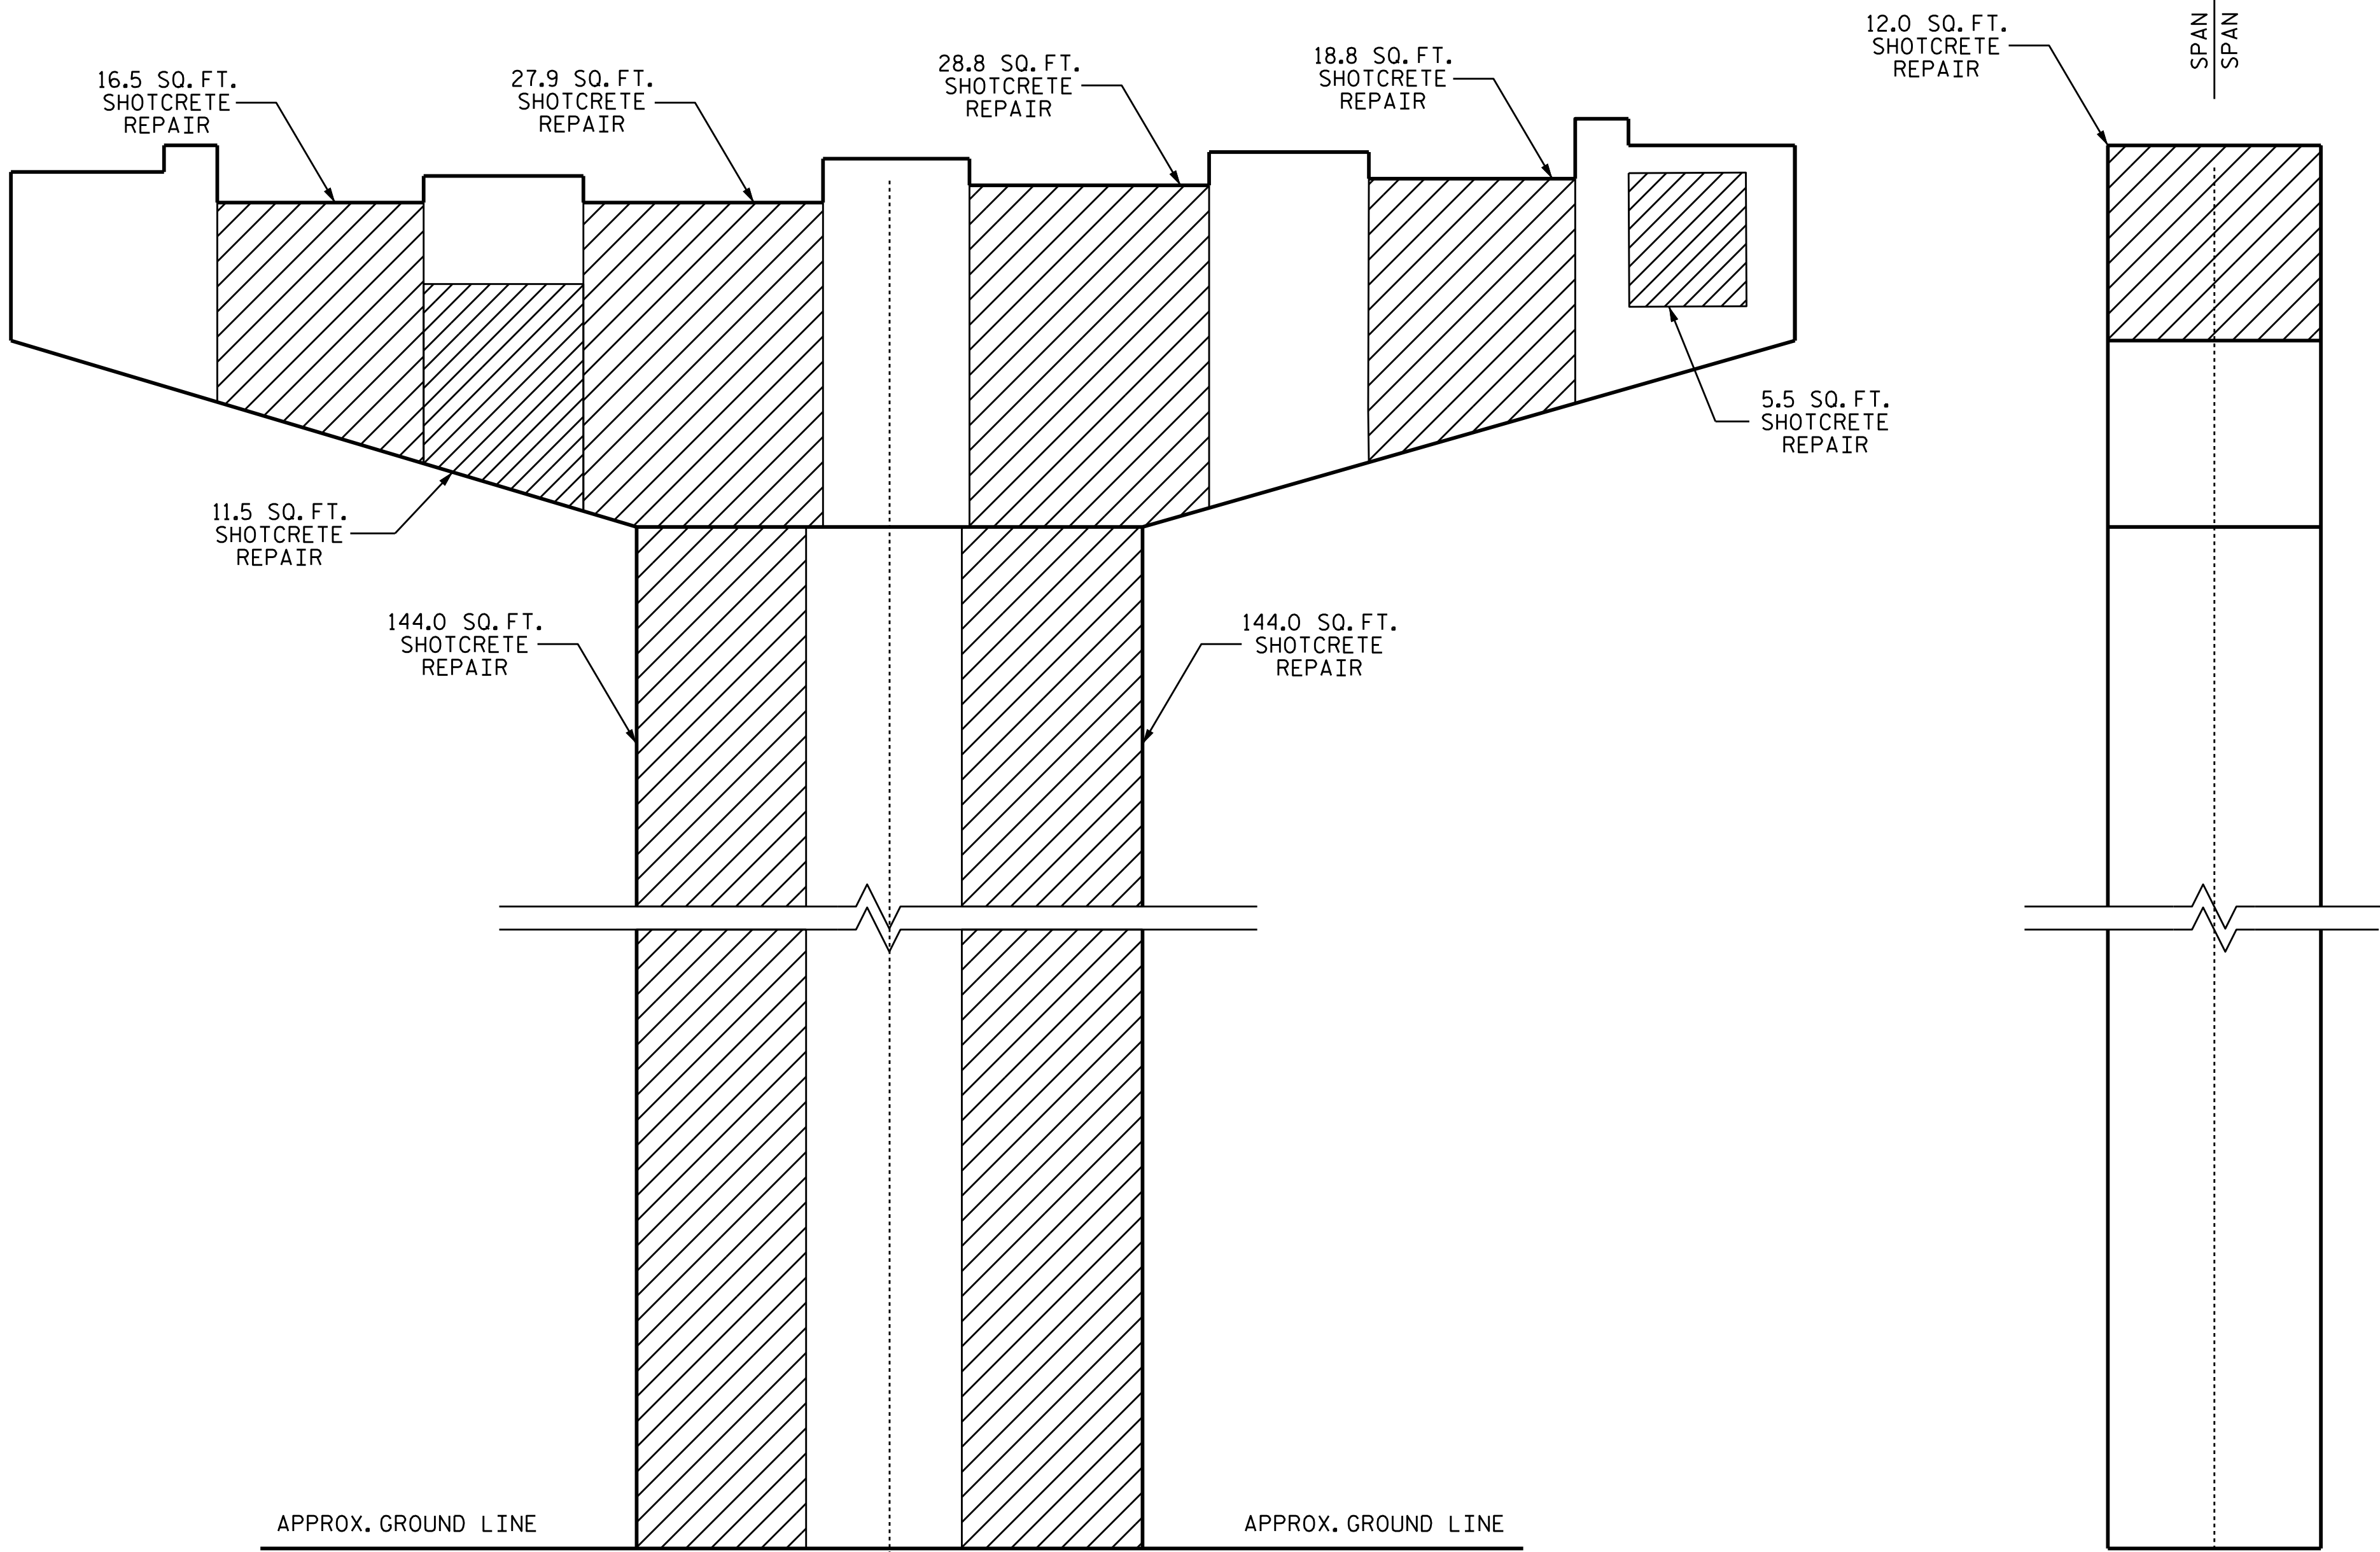 16.5 SQ.FT.
SHOTCRETE
REPAIR
27.9 SQ.FT.
SHOTCRETE
REPAIR
28.8 SQ.FT.
SHOTCRETE
REPAIR
18.8 SQ.FT.
SHOTCRETE
REPAIR
12.0 SQ.FT.
SHOTCRETE
REPAIR
SPAN
SPAN
5.5 SQ.FT.
SHOTCRETE
REPAIR
11.5 SQ.FT.
SHOTCRETE
REPAIR
144.0 SQ.FT.
SHOTCRETE
REPAIR
144.0 SQ.FT.
SHOTCRETE
REPAIR
APPROX. GROUND LINE
APPROX. GROUND LINE